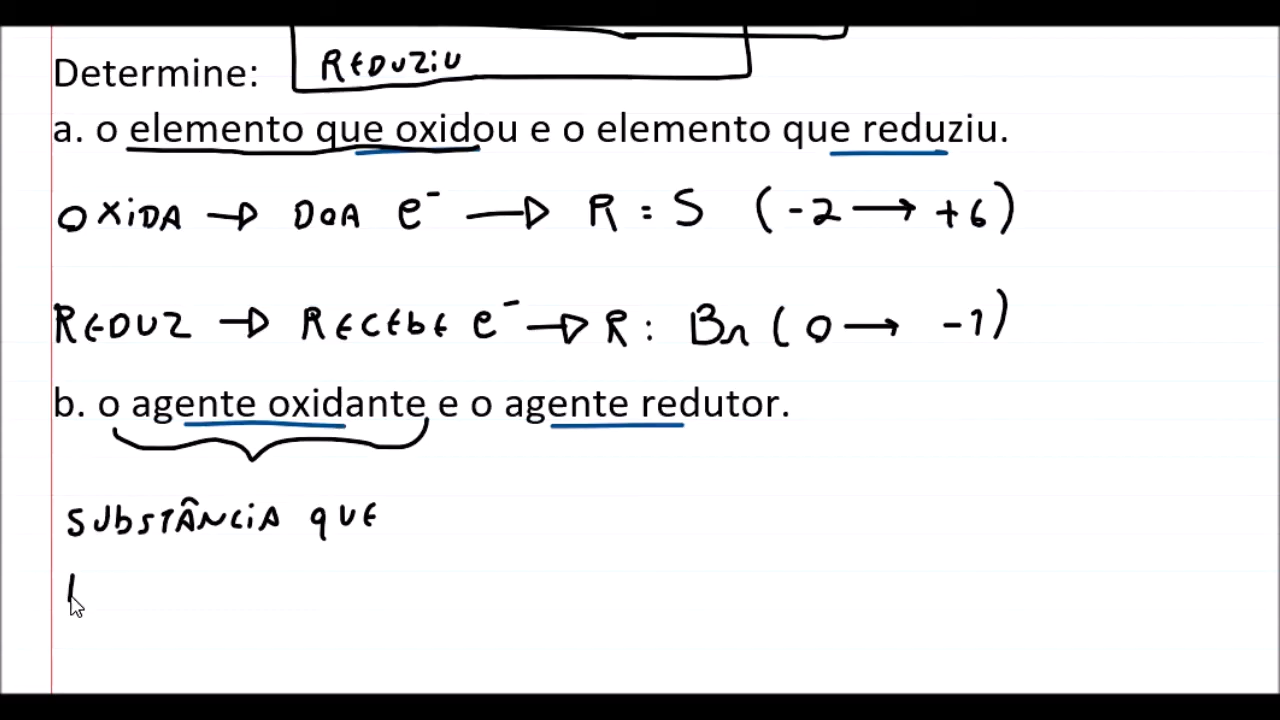 REDUZIU
Determine:
a. o elemento que oxidou e o elemento que reduziu.
OXIDA → DOA e⁻ → R: S (-2 → +6)
REDUZ → RECEBE e⁻ → R: Br (0 → -1)
b. o agente oxidante e o agente redutor.
SUBSTÂNCIA QUE